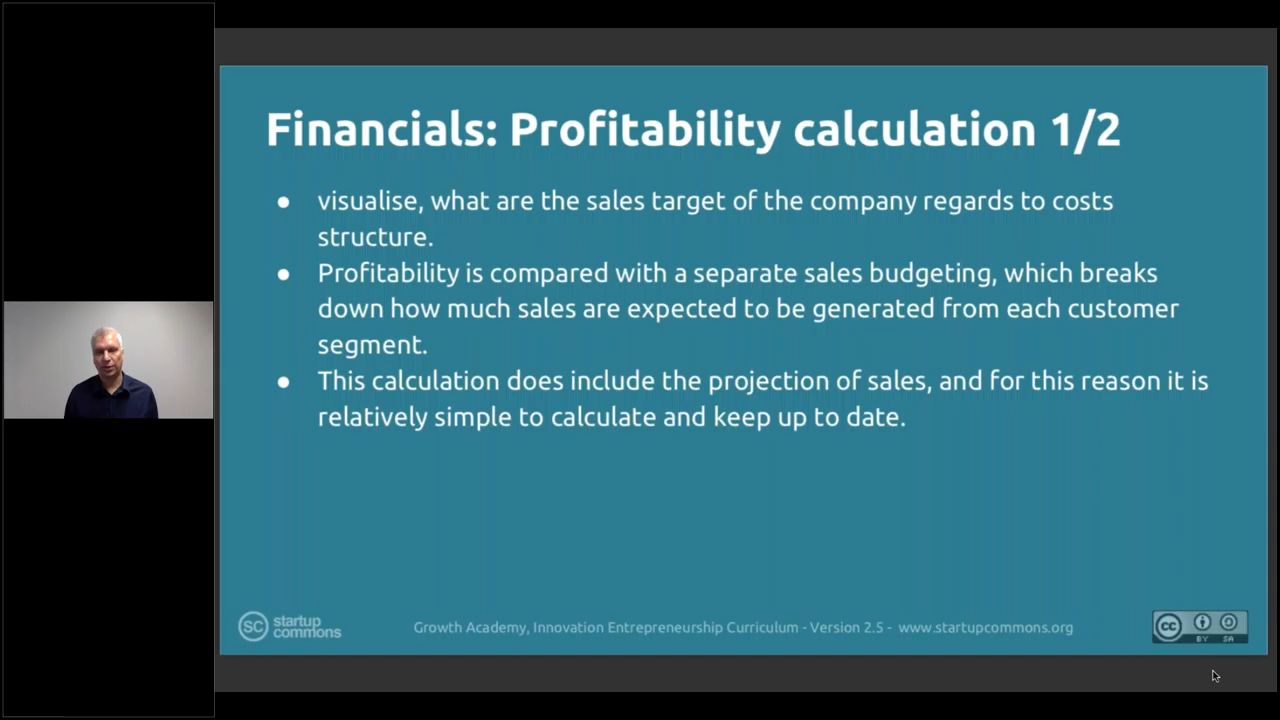 Financials: Profitability calculation 1/2
● visualise, what are the sales target of the company regards to costs
structure.
● Profitability is compared with a separate sales budgeting, which breaks
down how much sales are expected to be generated from each customer
segment.
● This calculation does include the projection of sales, and for this reason it is
relatively simple to calculate and keep up to date.
SC startup
commons
Growth Academy, Innovation Entrepreneurship Curriculum - Version 2.5 - www.startupcommons.org
cc
BY SA